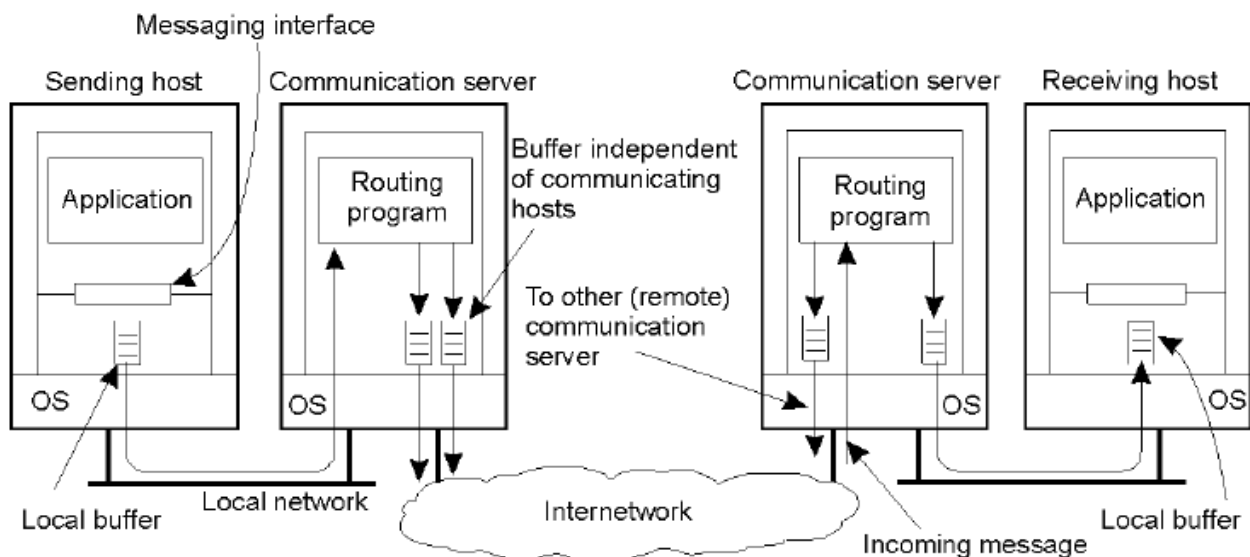 Messaging interface
Sending host
Communication server
Communication server
Receiving host
Application
Routing
program
Buffer independent
of communicating
hosts
Routing
program
Application
To other (remote)
communication
server
OS
OS
OS
OS
Local network
Local buffer
Internetwork
Local buffer
Incoming message